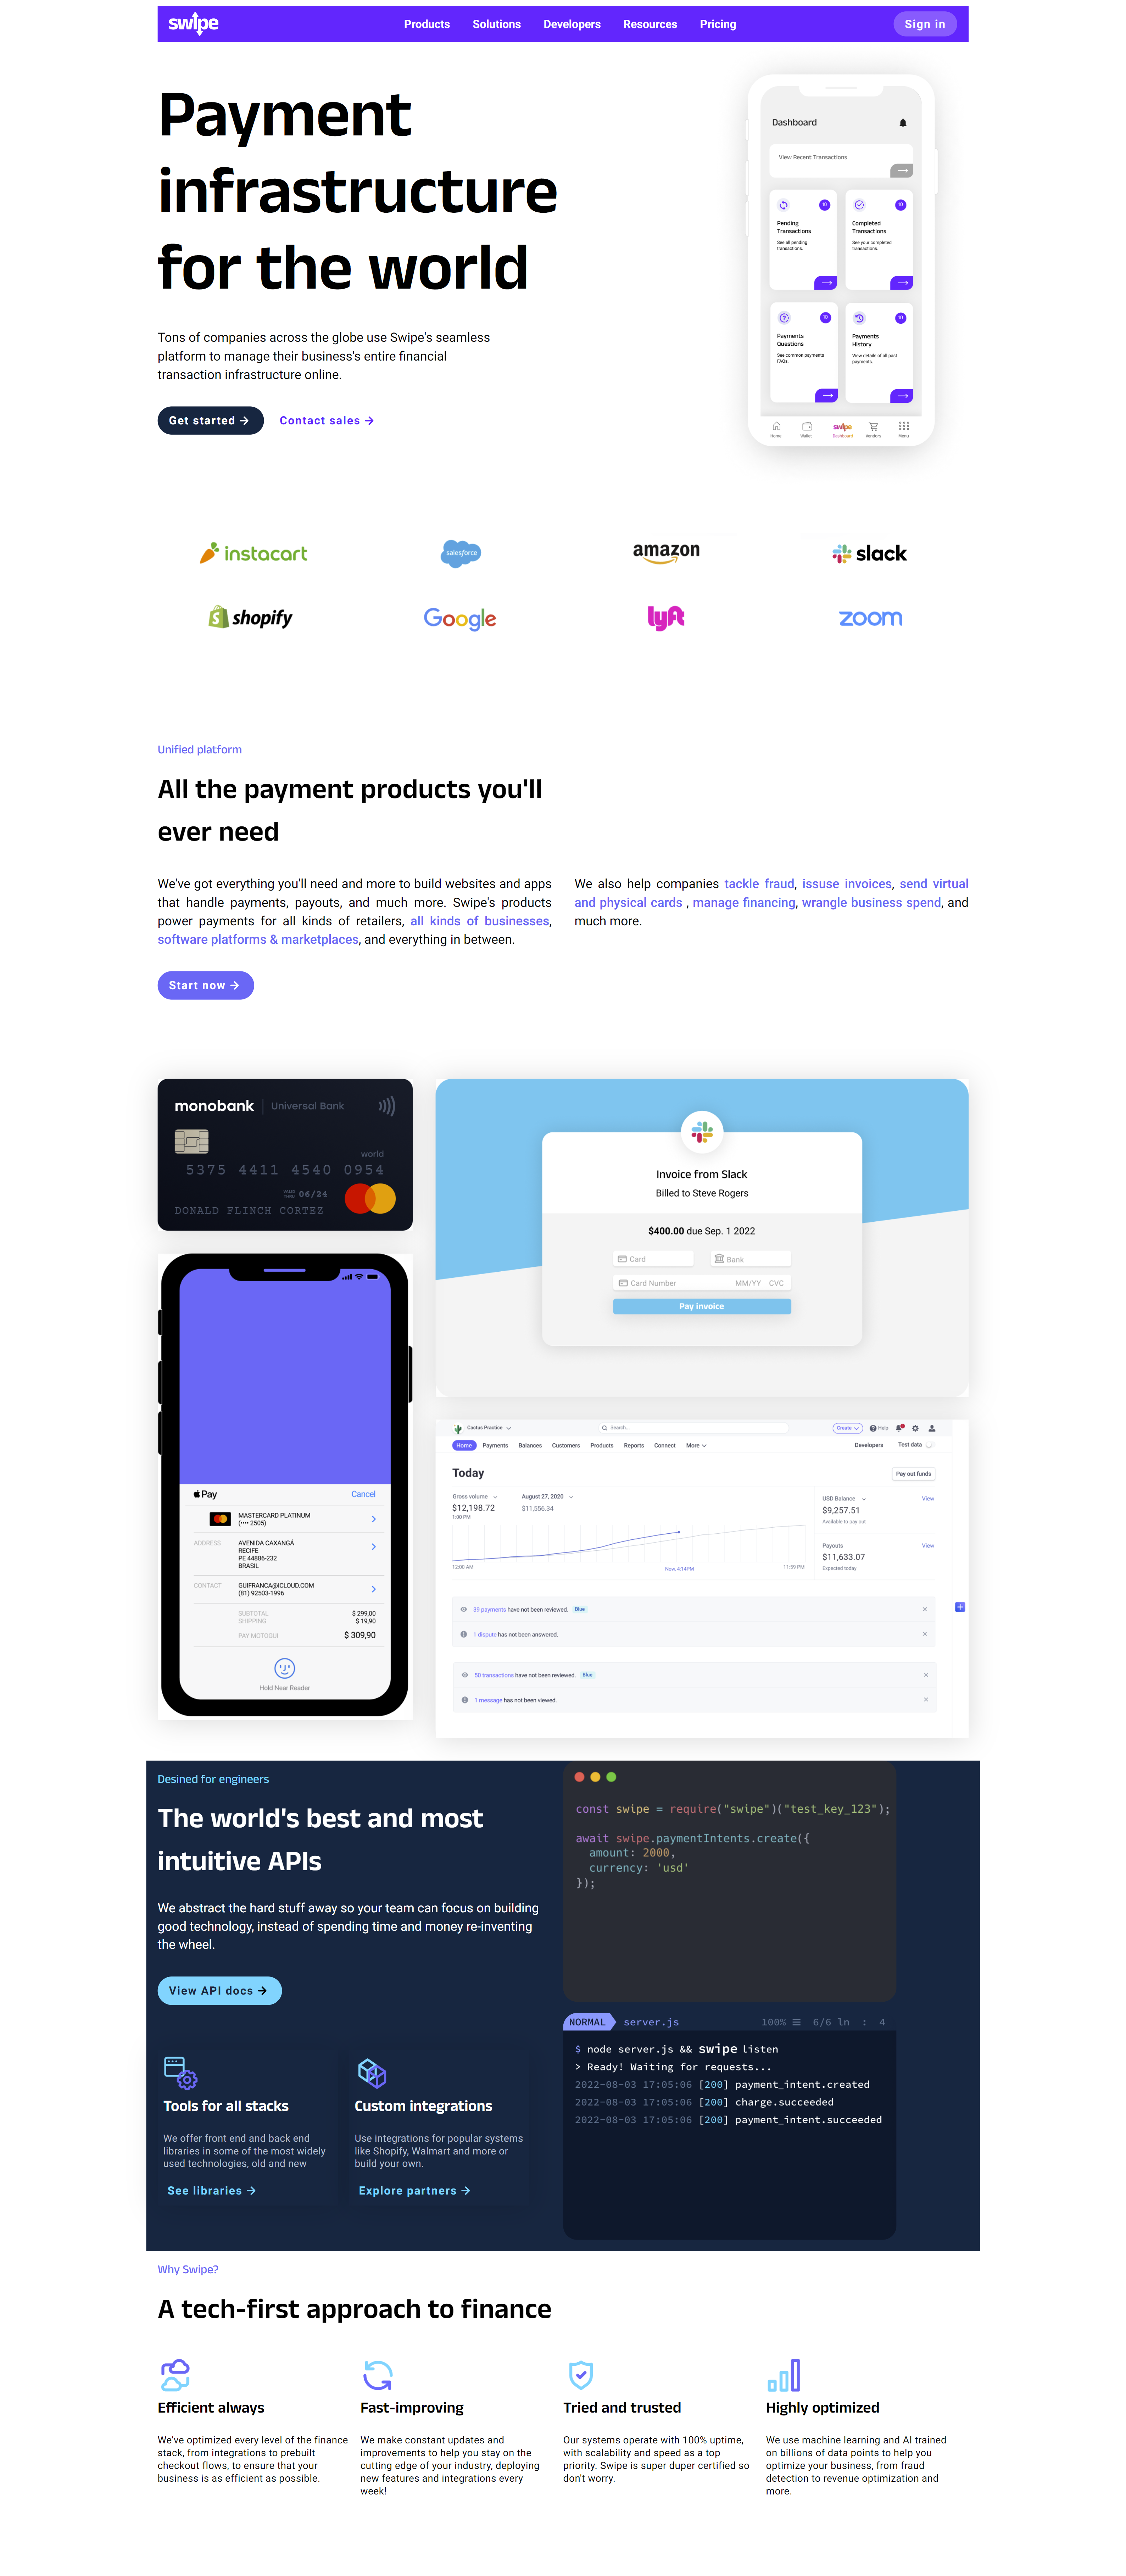 swipe
Products
Solutions
Developers
Resources
Pricing
Sign in
Payment
infrastructure
for the world
Tons of companies across the globe use Swipe's seamless
platform to manage their business's entire financial
transaction infrastructure online.
Get started →
Contact sales →
Dashboard
View Recent Transactions
10
Pending
Transactions
See all pending
transactions.
10
Completed
Transactions
See your completed
transactions.
10
Payments
Questions
See common payments
FAQs.
10
Payments
History
View details of all past
payments.
Home
Wallet
swipe
Dashboard
Vendors
Menu
instacart
salesforce
amazon
slack
shopify
Google
lyft
zoom
Unified platform
All the payment products you'll
ever need
We've got everything you'll need and more to build websites and apps
that handle payments, payouts, and much more. Swipe's products
power payments for all kinds of retailers, all kinds of businesses,
software platforms & marketplaces, and everything in between.
We also help companies tackle fraud, issuse invoices, send virtual
and physical cards , manage financing, wrangle business spend, and
much more.
Start now →
monobank | Universal Bank
world
5375 4411 4540 0954
VALID
THRU 06/24
DONALD FLINCH CORTEZ
Invoice from Slack
Billed to Steve Rogers
$400.00 due Sep. 1 2022
Card
Bank
Card Number MM/YY CVC
Pay invoice
Pay
Cancel
MASTERCARD PLATINUM
(•••• 2505)
ADDRESS
AVENIDA CAXANGÁ
RECIFE
PE 44886-232
BRASIL
CONTACT
GUIFRANCA@ICLOUD.COM
(81) 92503-1996
SUBTOTAL $ 299,00
SHIPPING $ 19,90
PAY MOTOGUI $ 309,90
Hold Near Reader
Cactus Practice
Search...
Create
Help
Home
Payments
Balances
Customers
Products
Reports
Connect
More
Developers
Test data
Today
Pay out funds
Gross volume
$12,198.72
1:00 PM
August 27, 2020
$11,556.34
12:00 AM
Now, 4:14PM
11:59 PM
USD Balance
View
$9,257.51
Available to pay out
Payouts
View
$11,633.07
Expected today
39 payments have not been reviewed. Blue
1 dispute has not been answered.
50 transactions have not been reviewed. Blue
1 message has not been viewed.
Desined for engineers
The world's best and most
intuitive APIs
We abstract the hard stuff away so your team can focus on building
good technology, instead of spending time and money re-inventing
the wheel.
View API docs →
Tools for all stacks
We offer front end and back end
libraries in some of the most widely
used technologies, old and new
See libraries →
Custom integrations
Use integrations for popular systems
like Shopify, Walmart and more or
build your own.
Explore partners →
const swipe = require("swipe")("test_key_123");
await swipe.paymentIntents.create({
amount: 2000,
currency: 'usd'
});
NORMAL server.js 100% ☰ 6/6 ln : 4
$ node server.js && swipe listen
> Ready! Waiting for requests...
2022-08-03 17:05:06 [200] payment_intent.created
2022-08-03 17:05:06 [200] charge.succeeded
2022-08-03 17:05:06 [200] payment_intent.succeeded
Why Swipe?
A tech-first approach to finance
Efficient always
We've optimized every level of the finance
stack, from integrations to prebuilt
checkout flows, to ensure that your
business is as efficient as possible.
Fast-improving
We make constant updates and
improvements to help you stay on the
cutting edge of your industry, deploying
new features and integrations every
week!
Tried and trusted
Our systems operate with 100% uptime,
with scalability and speed as a top
priority. Swipe is super duper certified so
don't worry.
Highly optimized
We use machine learning and AI trained
on billions of data points to help you
optimize your business, from fraud
detection to revenue optimization and
more.